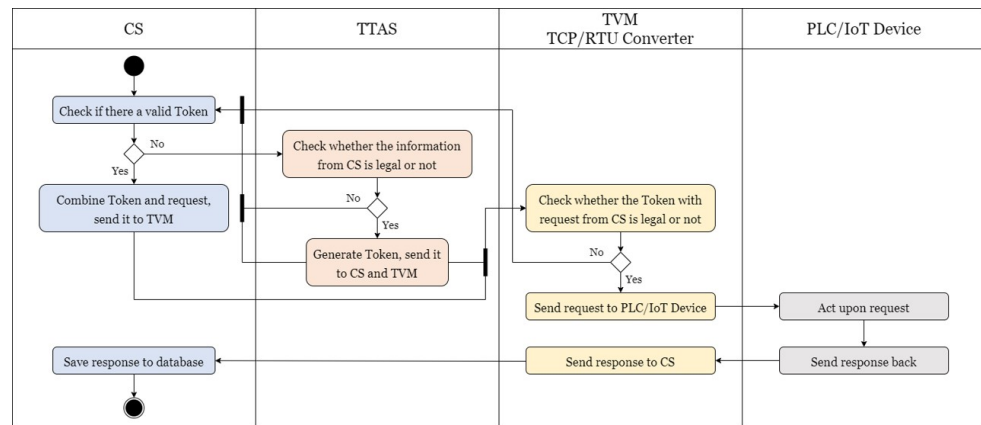 CS
TTAS
TVM
TCP/RTU Converter
PLC/IoT Device
Check if there a valid Token
No
Yes
Check whether the information
from CS is legal or not
Combine Token and request,
send it to TVM
No
Yes
Check whether the Token with
request from CS is legal or not
Generate Token, send it
to CS and TVM
No
Yes
Send request to PLC/IoT Device
Act upon request
Save response to database
Send response to CS
Send response back